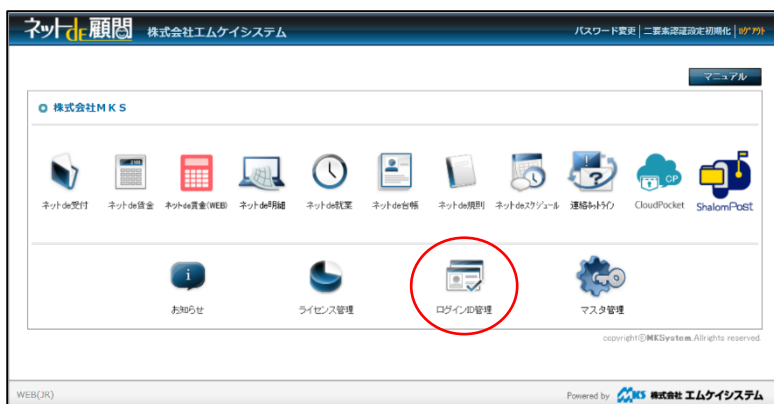 ネットde顧問 株式会社エムケイシステム パスワード変更 | 二要素認証設定初期化 | ログアウト
マニュアル
株式会社MKS
ネットde受付 ネットde賃金 ネットde賃金(WEB) ネットde明細 ネットde就業 ネットde台帳 ネットde規則 ネットdeスケジュール 連絡ホットライン CloudPocket ShalomPost
お知らせ ライセンス管理 ログインID管理 マスタ管理
copyright©MKSystem.Allrights reserved.
WEB(JR) Powered by MKS 株式会社 エムケイシステム